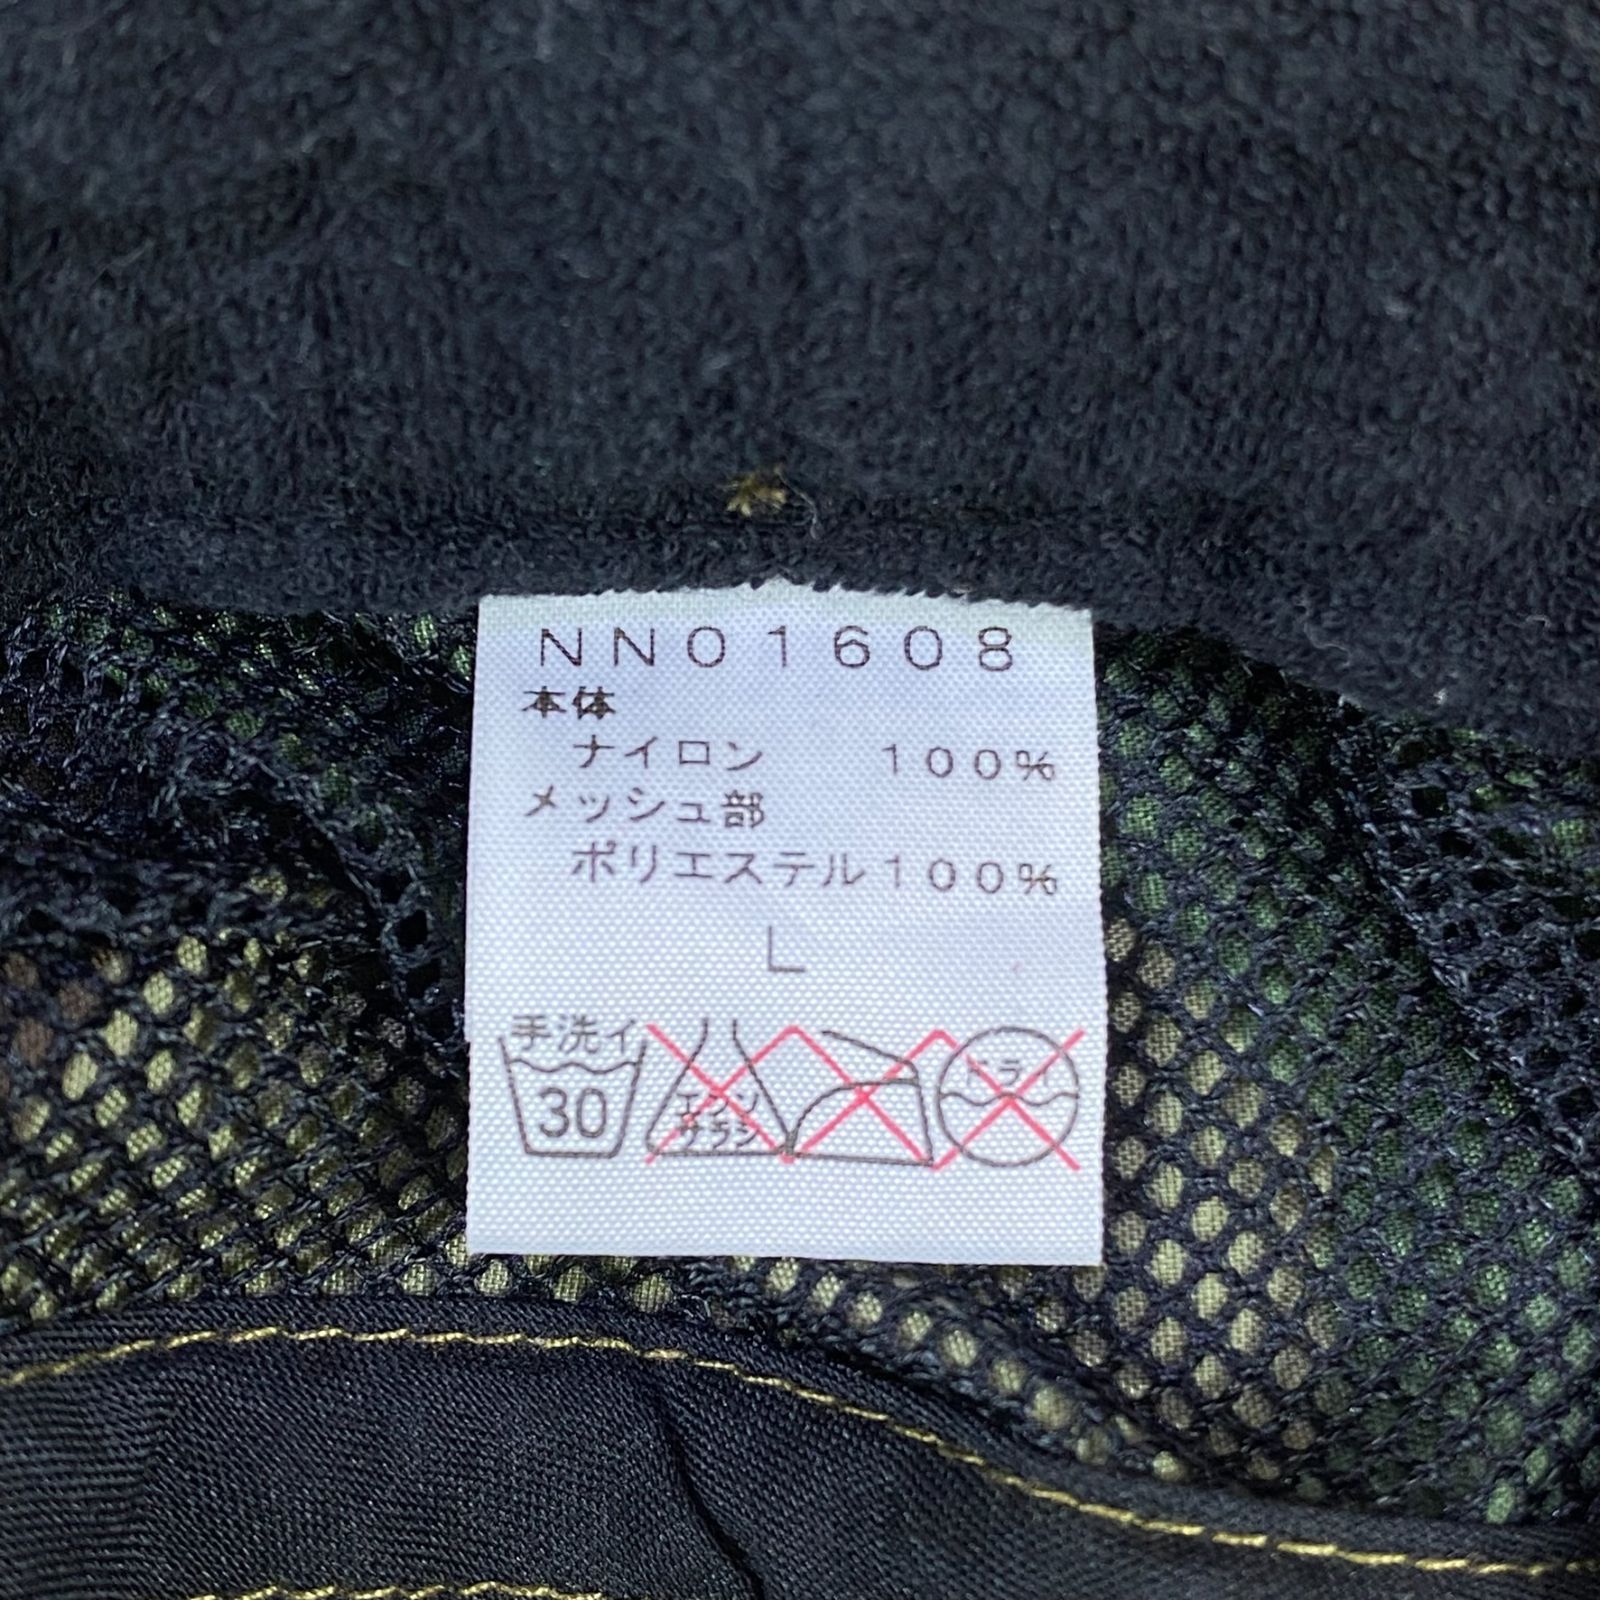 NN01608
本体
ナイロン 100%
メッシュ部
ポリエステル100%
L
手洗イ
30
エンソ
サラシ
ドライ